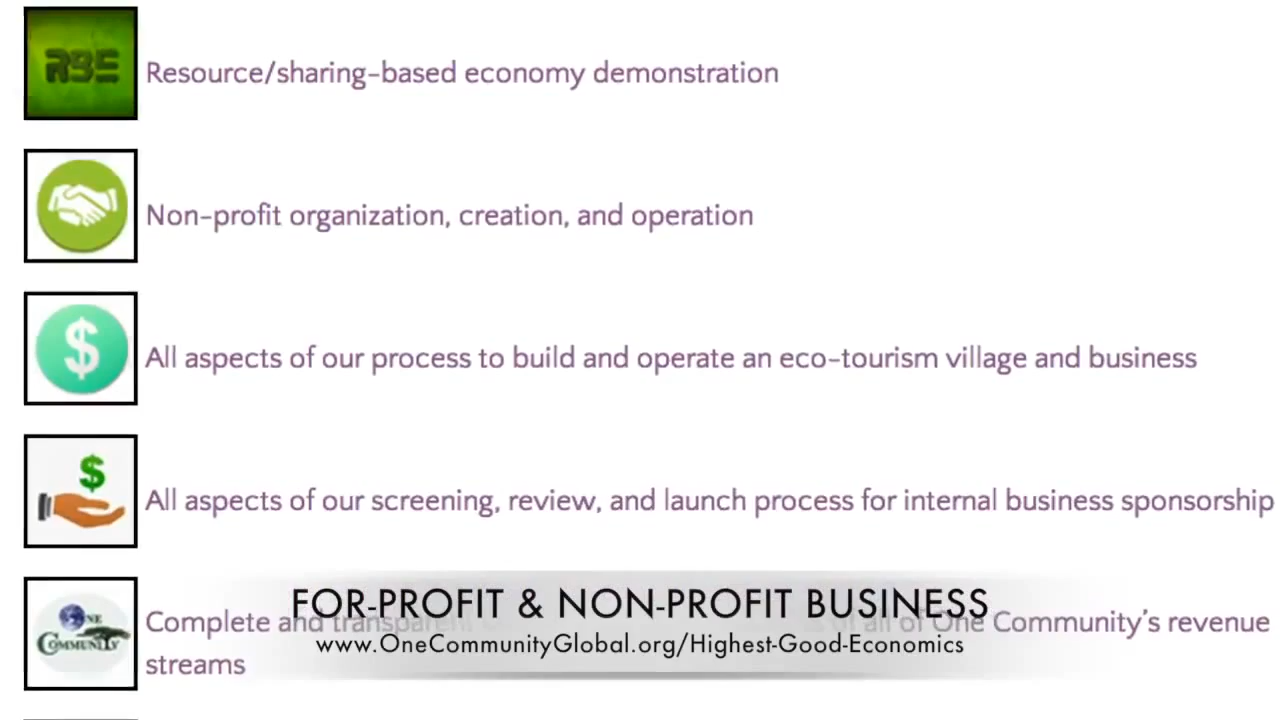 RBE
Resource/sharing-based economy demonstration
Non-profit organization, creation, and operation
$
All aspects of our process to build and operate an eco-tourism village and business
$
All aspects of our screening, review, and launch process for internal business sponsorship
ONE
COMMUNITY
Complete and transparent of all of One Community's revenue
streams
FOR-PROFIT & NON-PROFIT BUSINESS
www.OneCommunityGlobal.org/Highest-Good-Economics